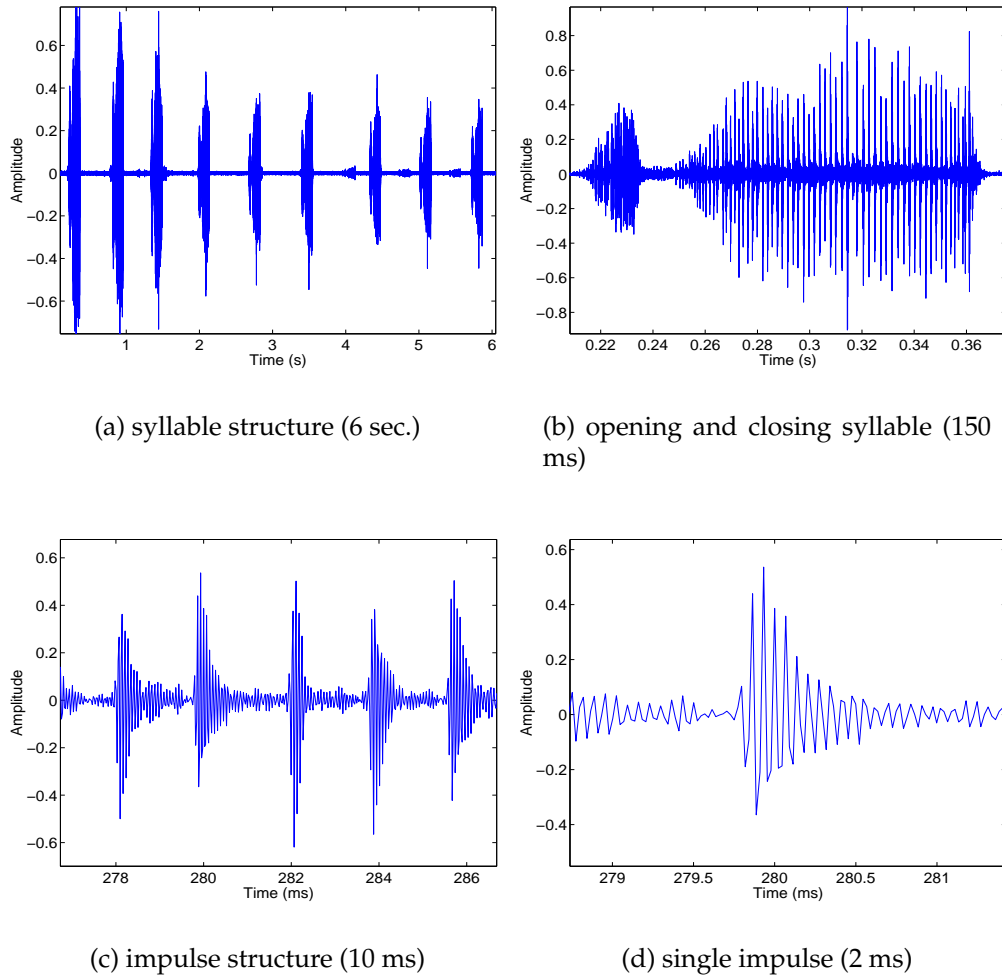 0.6
0.4
0.2
0
−0.2
−0.4
−0.6
Amplitude
1 2 3 4 5 6
Time (s)
(a) syllable structure (6 sec.)
0.8
0.6
0.4
0.2
0
−0.2
−0.4
−0.6
−0.8
Amplitude
0.22 0.24 0.26 0.28 0.3 0.32 0.34 0.36
Time (s)
(b) opening and closing syllable (150
ms)
0.6
0.4
0.2
0
−0.2
−0.4
−0.6
Amplitude
278 280 282 284 286
Time (ms)
(c) impulse structure (10 ms)
0.6
0.4
0.2
0
−0.2
−0.4
Amplitude
279 279.5 280 280.5 281
Time (ms)
(d) single impulse (2 ms)